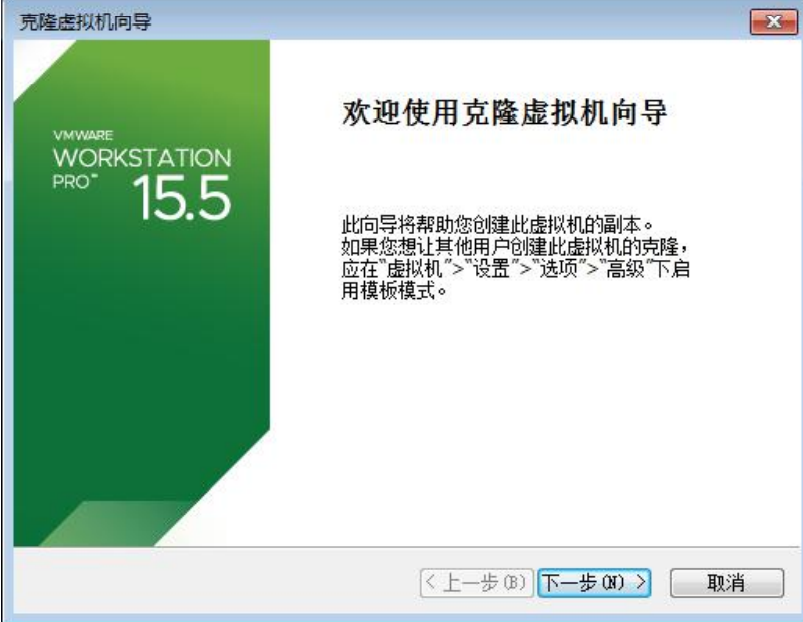 克隆虚拟机向导
VMWARE
WORKSTATION
PRO™ 15.5
欢迎使用克隆虚拟机向导
此向导将帮助您创建此虚拟机的副本。
如果您想让其他用户创建此虚拟机的克隆，
应在"虚拟机">"设置">"选项">"高级"下启
用模板模式。
< 上一步(B) 下一步(N) > 取消